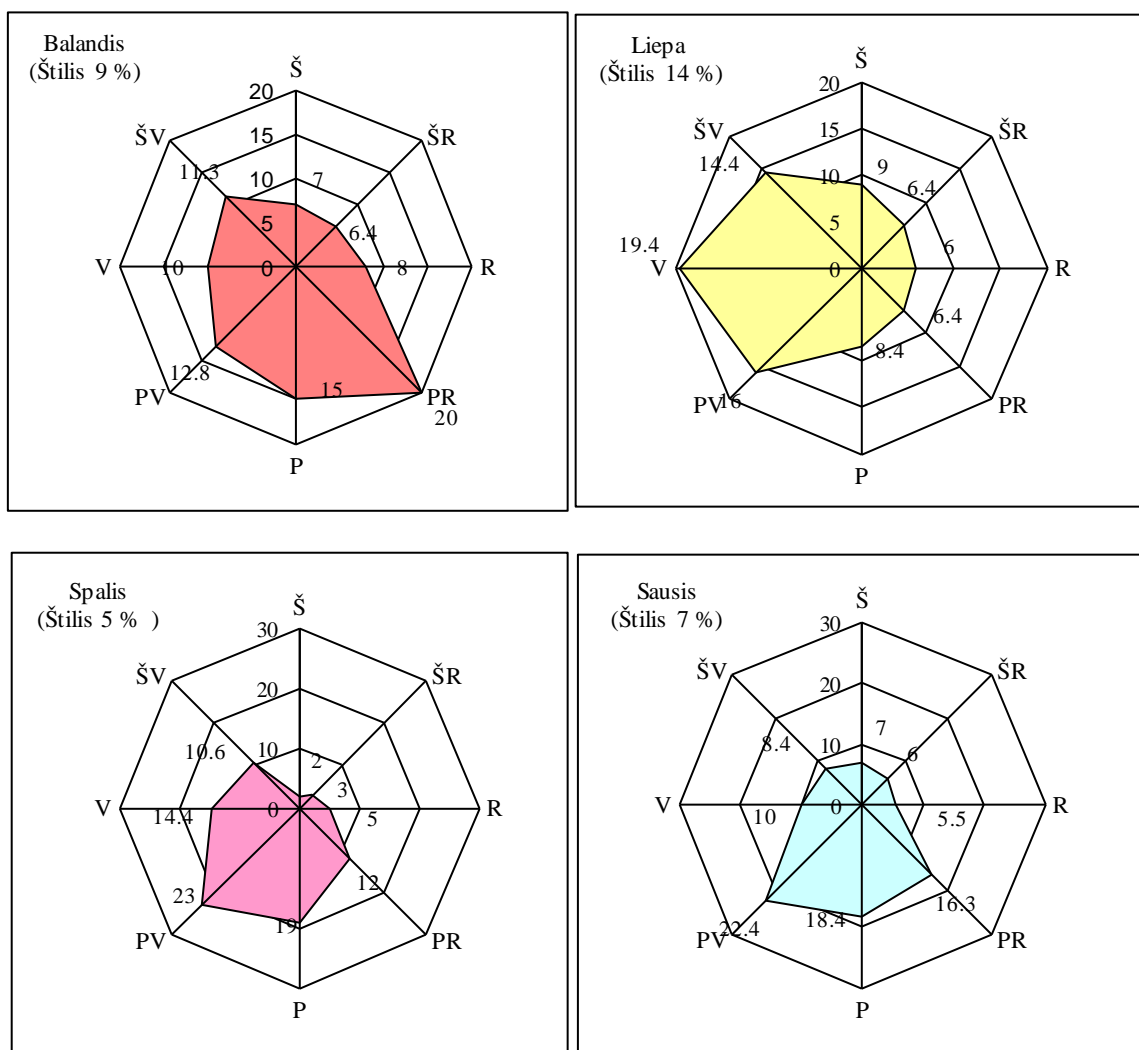 Balandis
(Štilis 9 %)
Š
20
ŠV
15
ŠR
11.3
10
7
5
6.4
V
10
0
8
R
12.8
15
PV
PR
20
P
Liepa
(Štilis 14 %)
Š
20
ŠV
15
ŠR
14.4
10
9
6.4
5
19.4
6
V
0
R
6.4
8.4
PV
16
PR
P
Spalis
(Štilis 5 % )
Š
30
ŠV
20
ŠR
10.6
10
2
3
V
14.4
0
5
R
23
12
19
PV
PR
P
Sausis
(Štilis 7 %)
Š
30
ŠV
20
ŠR
8.4
10
7
6
V
10
0
5.5
R
16.3
22.4
18.4
PV
PR
P